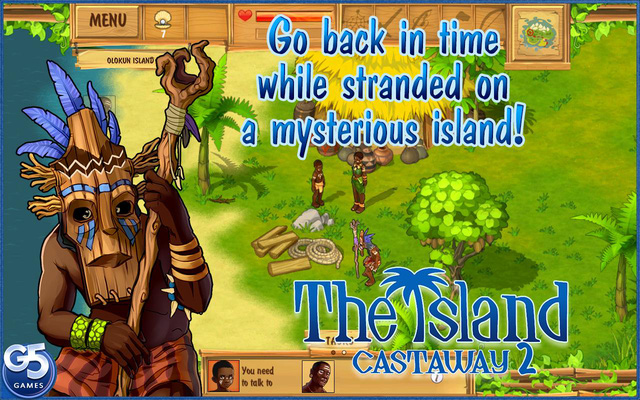 MENU
7
OLOKUN ISLAND
Go back in time
while stranded on
a mysterious island!
The Island
CASTAWAY 2
G5
GAMES
You need
to talk to